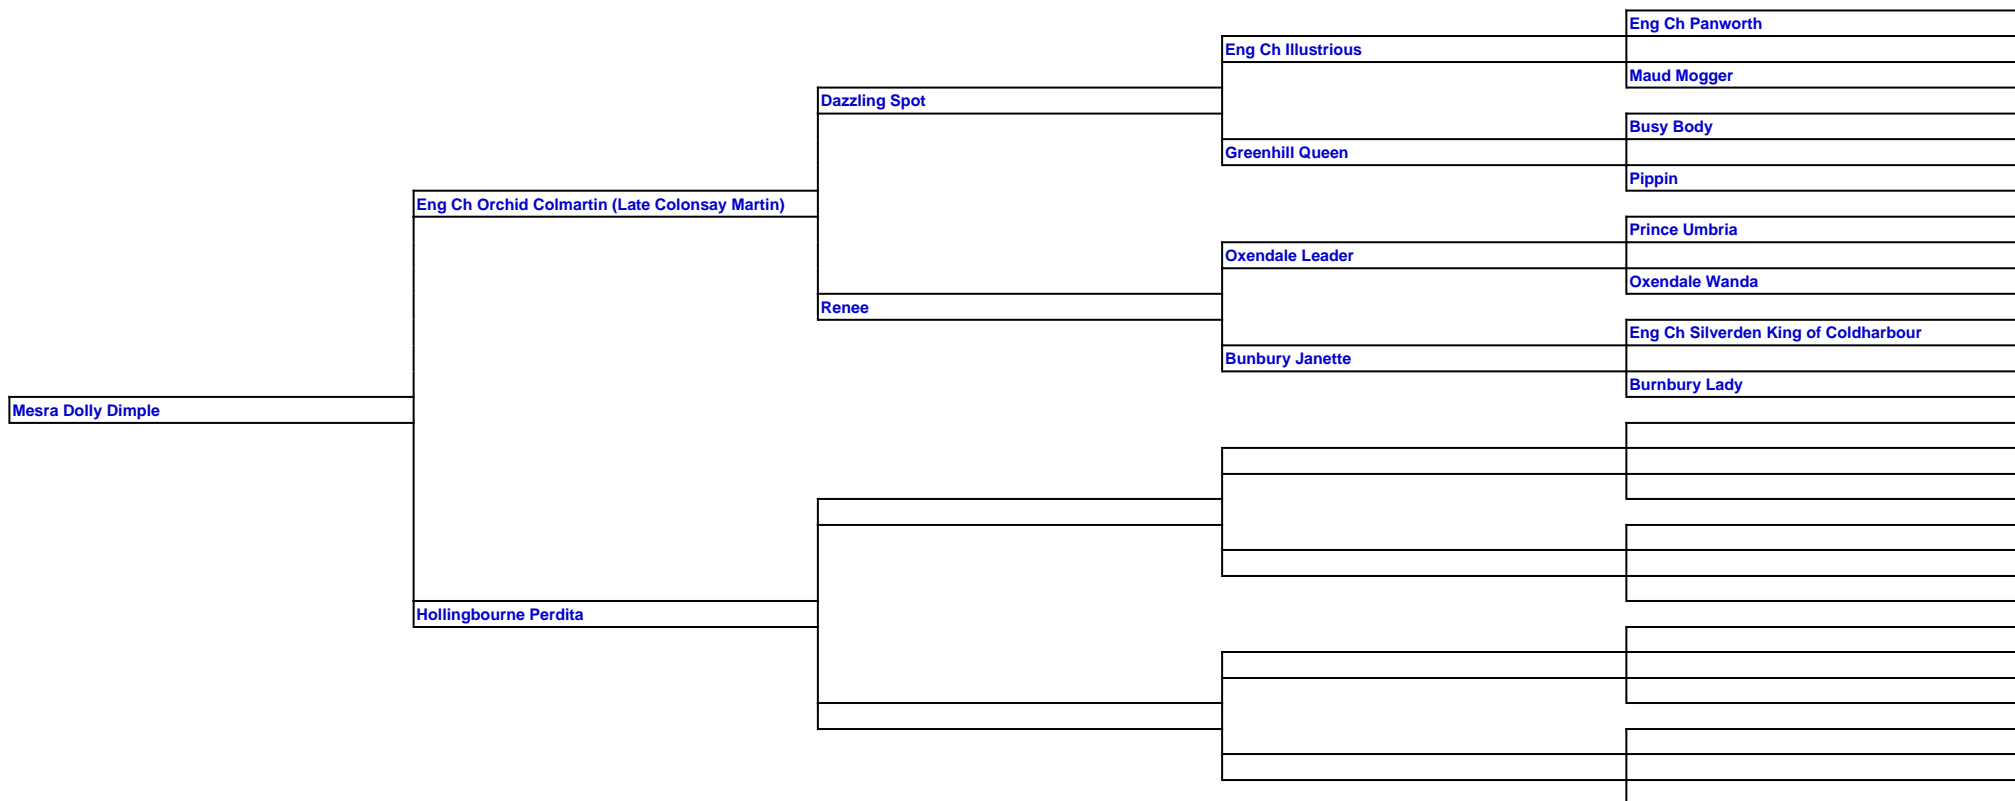 Eng Ch Panworth
Eng Ch Illustrious
Maud Mogger
Dazzling Spot
Busy Body
Greenhill Queen
Pippin
Eng Ch Orchid Colmartin (Late Colonsay Martin)
Prince Umbria
Oxendale Leader
Oxendale Wanda
Renee
Eng Ch Silverden King of Coldharbour
Bunbury Janette
Burnbury Lady
Mesra Dolly Dimple
Hollingbourne Perdita